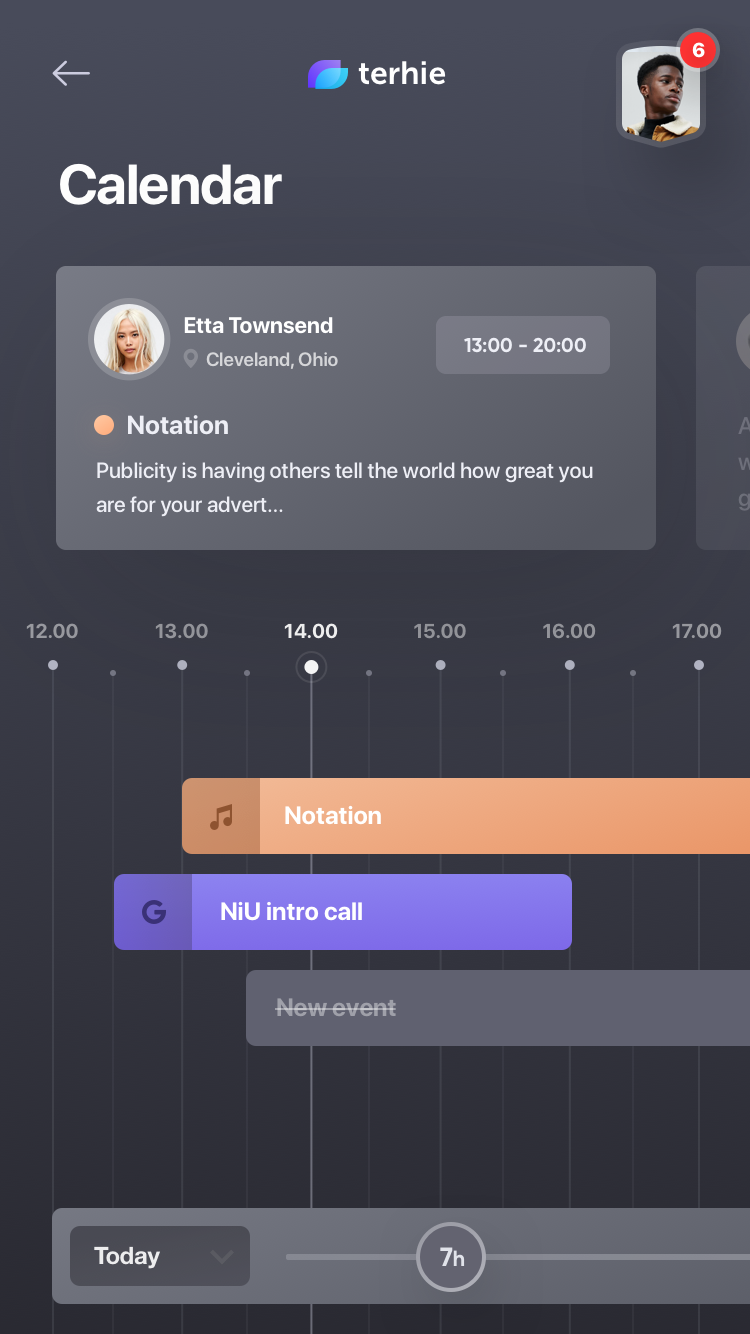 terhie
6
Calendar
Etta Townsend
Cleveland, Ohio
13:00 - 20:00
Notation
Publicity is having others tell the world how great you
are for your advert...
A
w
g
12.00 13.00 14.00 15.00 16.00 17.00
Notation
G NiU intro call
New event
Today
7h